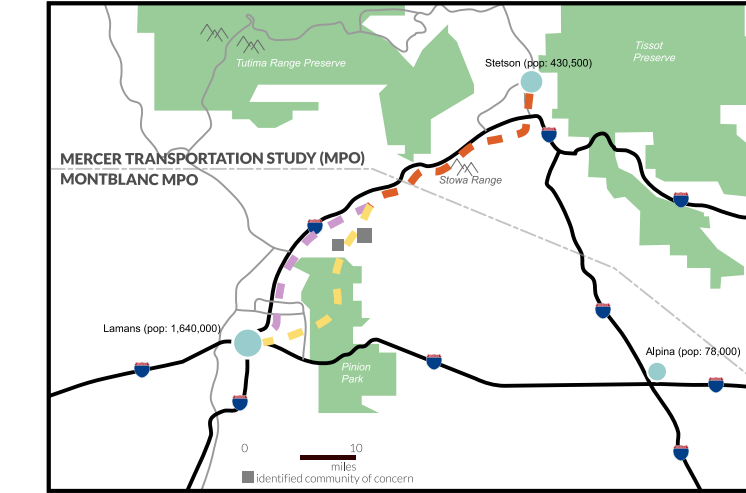 Tissot
Preserve
Stetson (pop: 430,500)
Tutima Range Preserve
MERCER TRANSPORTATION STUDY (MPO)
MONTBLANC MPO
Stowa Range
Lamans (pop: 1,640,000)
Alpina (pop: 78,000)
Pinion
Park
0 10
miles
identified community of concern